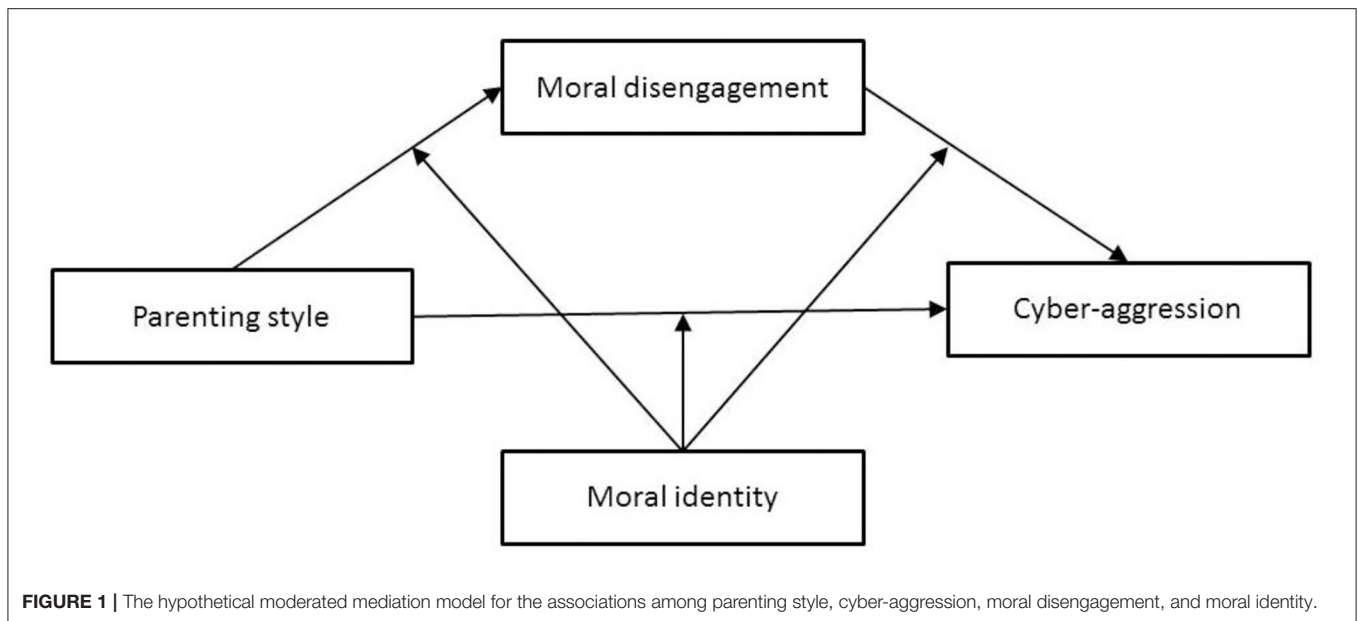 Moral disengagement
Parenting style
Cyber-aggression
Moral identity
FIGURE 1 | The hypothetical moderated mediation model for the associations among parenting style, cyber-aggression, moral disengagement, and moral identity.